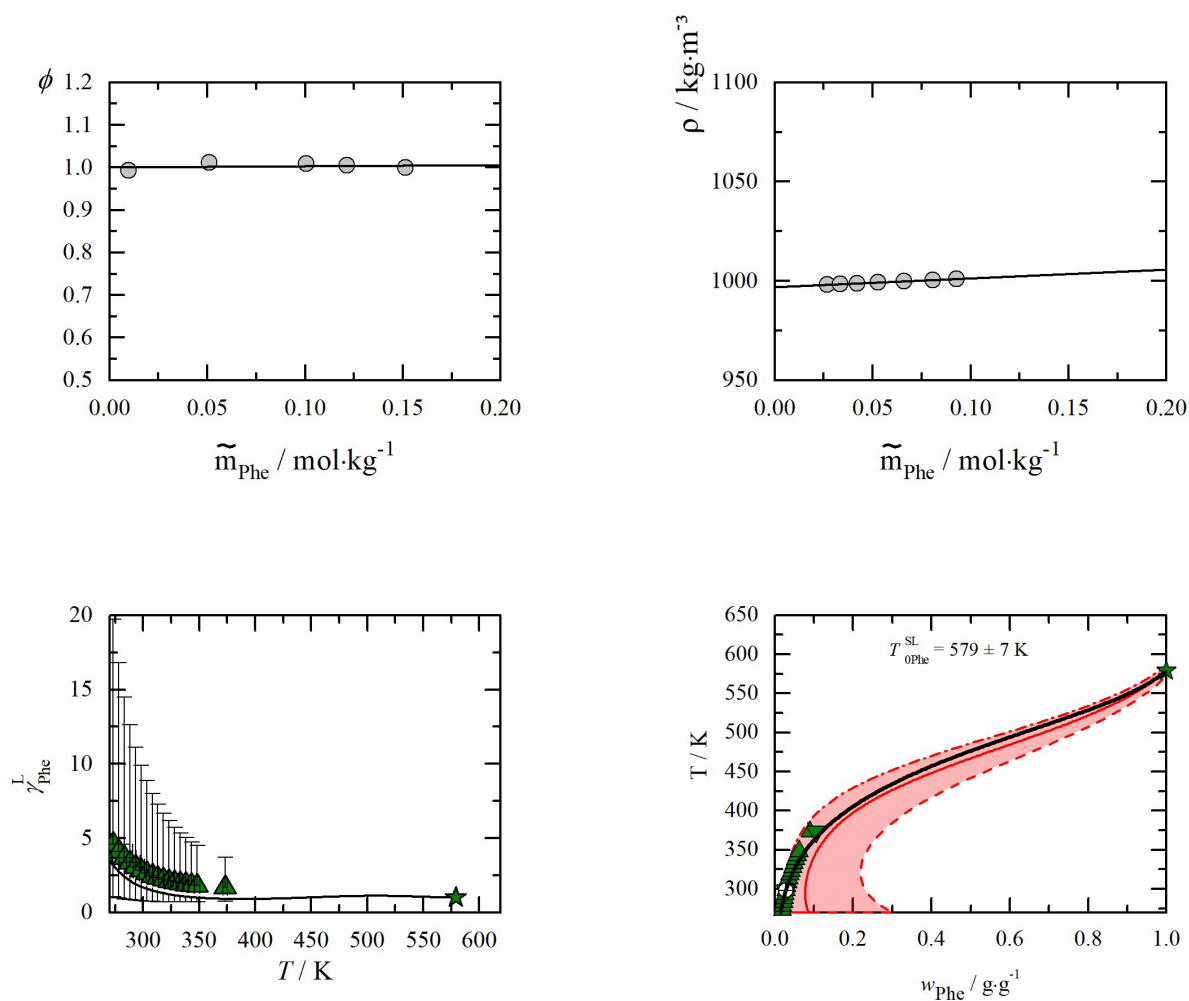 ϕ
1.2
1.1
1.0
0.9
0.8
0.7
0.6
0.5
0.00 0.05 0.10 0.15 0.20
m̃Phe / mol·kg-1
ρ / kg·m-3
1100
1050
1000
950
0.00 0.05 0.10 0.15 0.20
m̃Phe / mol·kg-1
γ L Phe
20
15
10
5
0
300 350 400 450 500 550 600
T / K
T / K
650
600
550
500
450
400
350
300
T SL 0Phe = 579 ± 7 K
0.0 0.2 0.4 0.6 0.8 1.0
wPhe / g·g-1